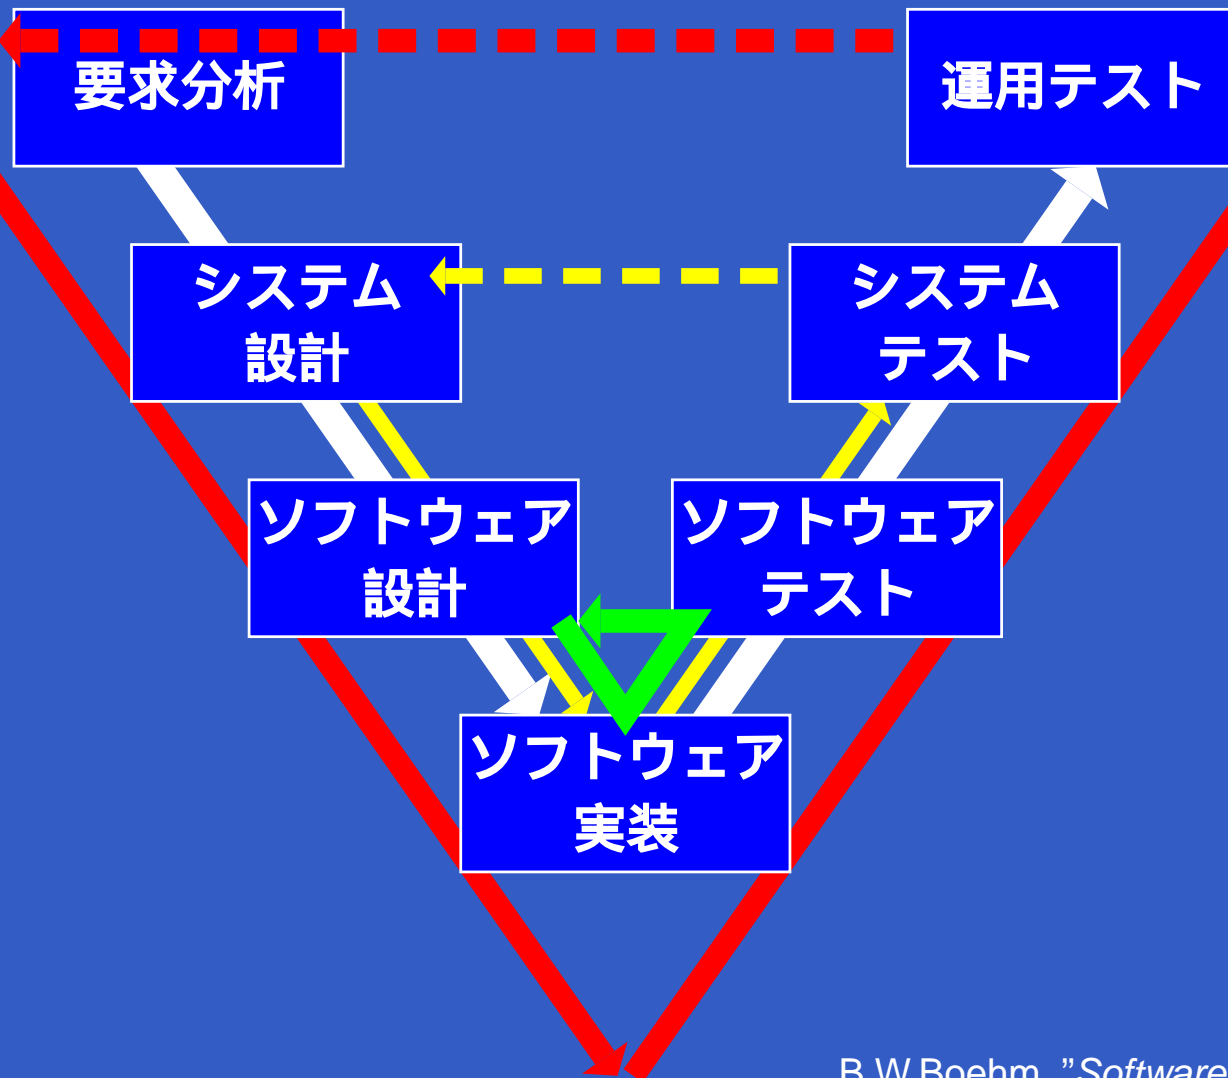 要求分析
運用テスト
システム
設計
システム
テスト
ソフトウェア
設計
ソフトウェア
テスト
ソフトウェア
実装
B.W.Boehm, ”Software